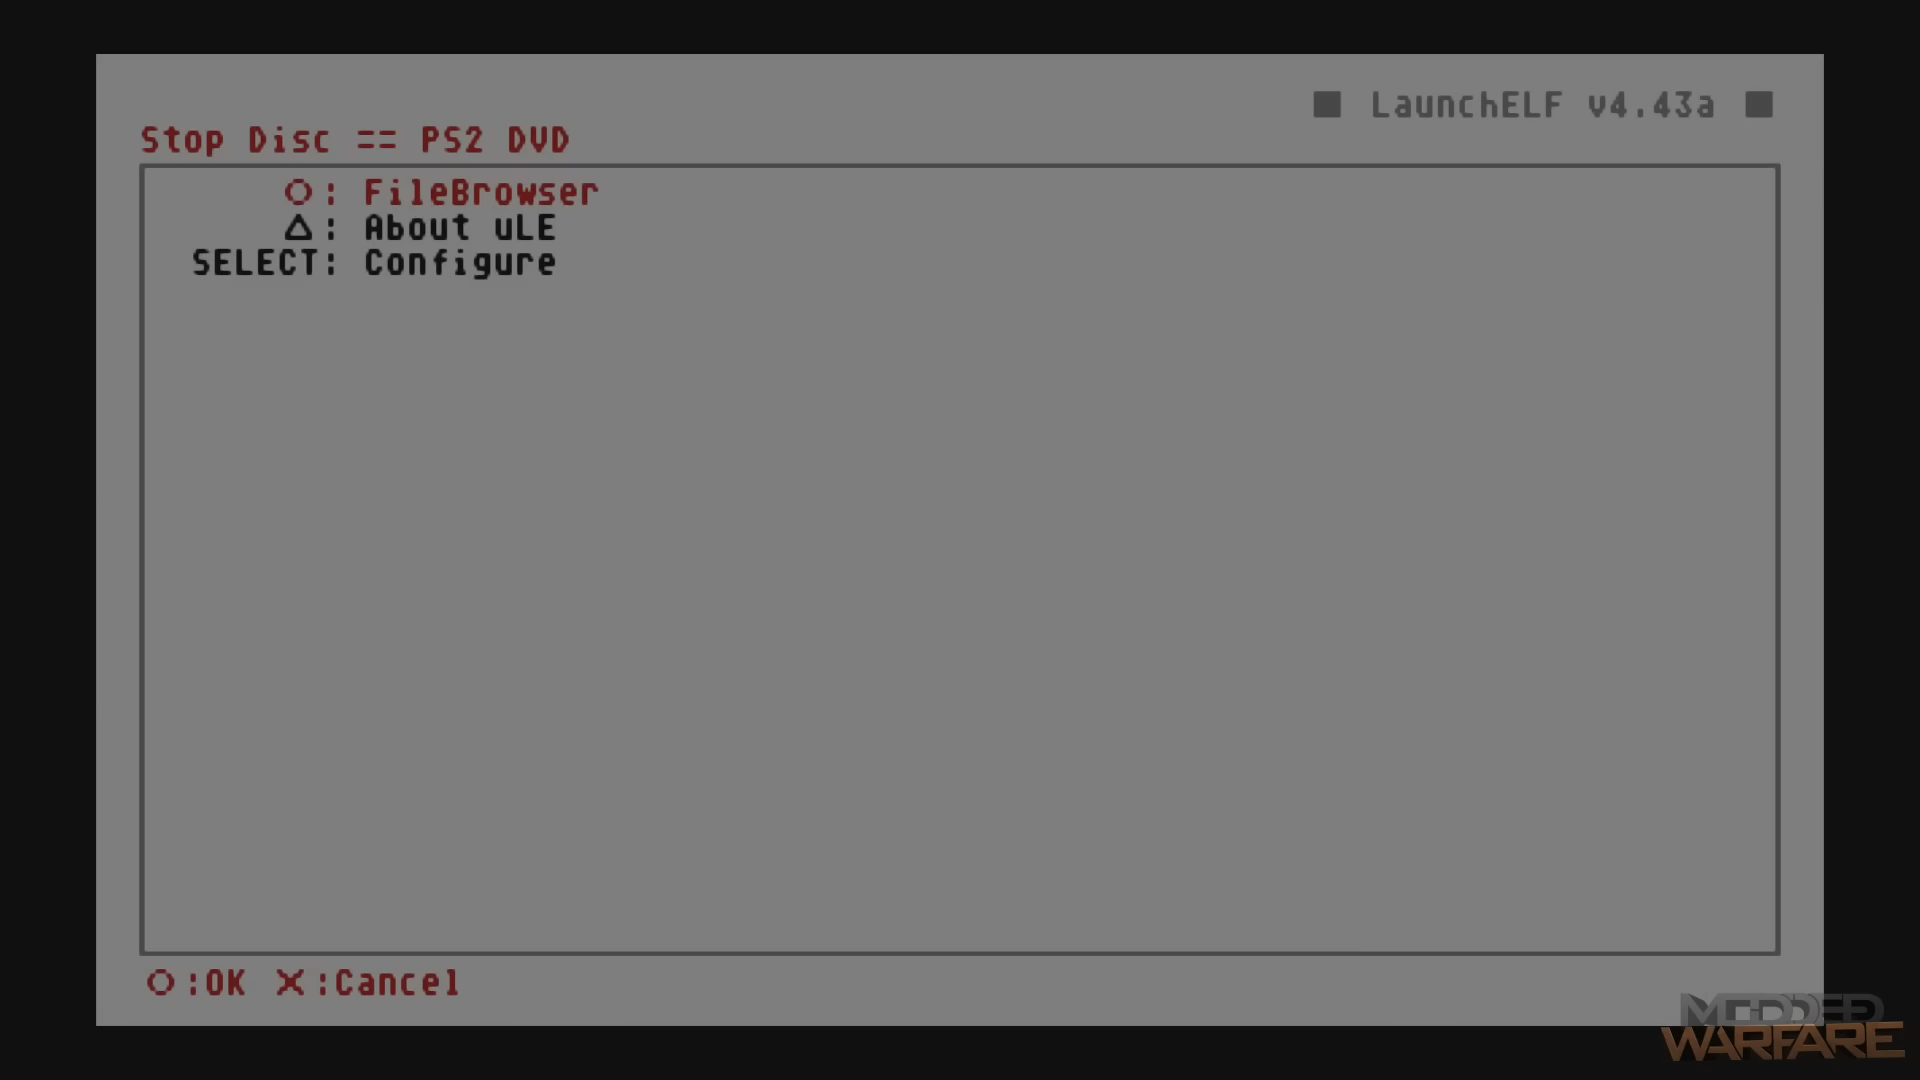 ■ LaunchELF v4.43a ■
Stop Disc == PS2 DVD
○: FileBrowser
△: About uLE
SELECT: Configure
○:OK ×:Cancel
MODDED
WARFARE